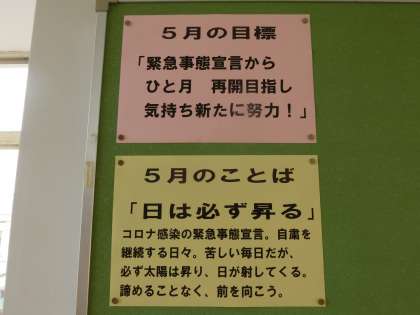 ５月の目標
「緊急事態宣言から
ひと月　再開目指し
気持ち新たに努力！」
５月のことば
「日は必ず昇る」
コロナ感染の緊急事態宣言。自粛を
継続する日々。苦しい毎日だが、
必ず太陽は昇り、日が射してくる。
諦めることなく、前を向こう。